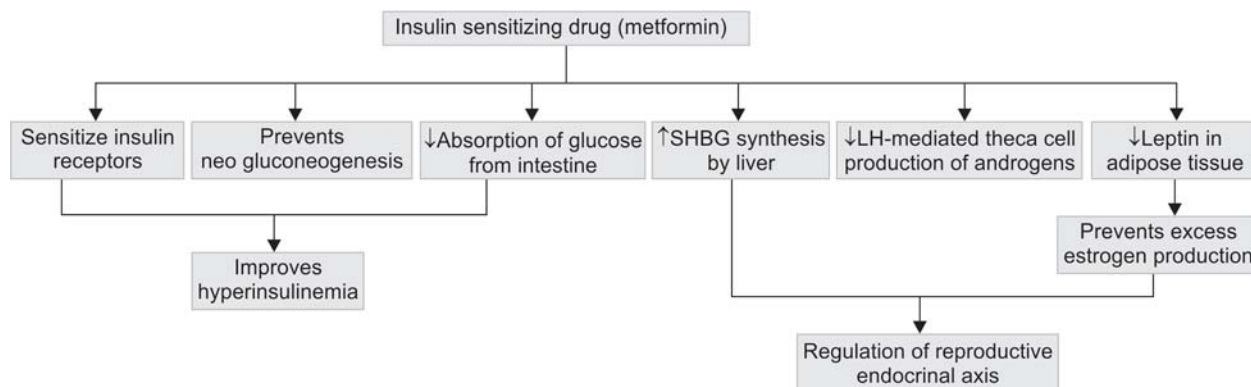 Insulin sensitizing drug (metformin)
Sensitize insulin
receptors
Prevents
neo gluconeogenesis
↓Absorption of glucose
from intestine
↑SHBG synthesis
by liver
↓LH-mediated theca cell
production of androgens
↓Leptin in
adipose tissue
Improves
hyperinsulinemia
Prevents excess
estrogen production
Regulation of reproductive
endocrinal axis